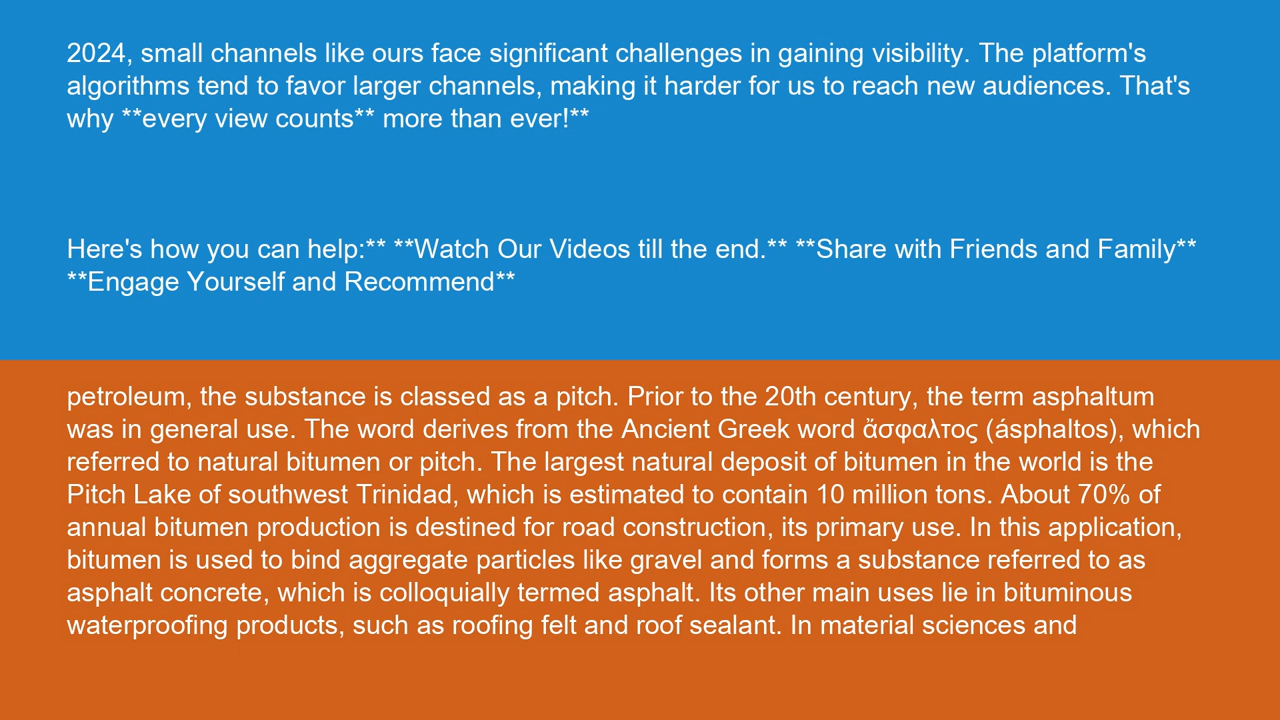 2024, small channels like ours face significant challenges in gaining visibility. The platform's
algorithms tend to favor larger channels, making it harder for us to reach new audiences. That's
why **every view counts** more than ever!**
Here's how you can help:** **Watch Our Videos till the end.** **Share with Friends and Family**
**Engage Yourself and Recommend**
petroleum, the substance is classed as a pitch. Prior to the 20th century, the term asphaltum
was in general use. The word derives from the Ancient Greek word ἄσφαλτος (ásphaltos), which
referred to natural bitumen or pitch. The largest natural deposit of bitumen in the world is the
Pitch Lake of southwest Trinidad, which is estimated to contain 10 million tons. About 70% of
annual bitumen production is destined for road construction, its primary use. In this application,
bitumen is used to bind aggregate particles like gravel and forms a substance referred to as
asphalt concrete, which is colloquially termed asphalt. Its other main uses lie in bituminous
waterproofing products, such as roofing felt and roof sealant. In material sciences and